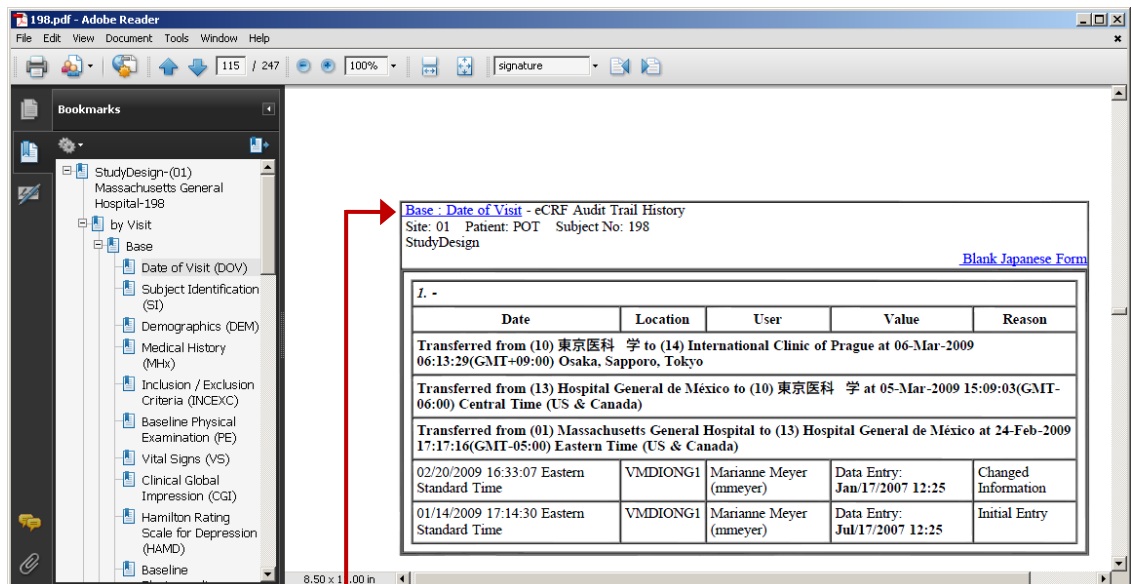 198.pdf - Adobe Reader
File Edit View Document Tools Window Help
115 / 247 100% signature
Bookmarks
StudyDesign-(01)
Massachusetts General
Hospital-198
by Visit
Base
Date of Visit (DOV)
Subject Identification
(SI)
Demographics (DEM)
Medical History
(MHx)
Inclusion / Exclusion
Criteria (INCEXC)
Baseline Physical
Examination (PE)
Vital Signs (VS)
Clinical Global
Impression (CGI)
Hamilton Rating
Scale for Depression
(HAMD)
Baseline
Base : Date of Visit - eCRF Audit Trail History
Site: 01 Patient: POT Subject No: 198
StudyDesign
Blank Japanese Form
1. -
Date Location User Value Reason
Transferred from (10) 東京医科 学 to (14) International Clinic of Prague at 06-Mar-2009
06:13:29(GMT+09:00) Osaka, Sapporo, Tokyo
Transferred from (13) Hospital General de México to (10) 東京医科 学 at 05-Mar-2009 15:09:03(GMT-
06:00) Central Time (US & Canada)
Transferred from (01) Massachusetts General Hospital to (13) Hospital General de México at 24-Feb-2009
17:17:16(GMT-05:00) Eastern Time (US & Canada)
02/20/2009 16:33:07 Eastern VMDIONG1 Marianne Meyer Data Entry: Changed
Standard Time (mmeyer) Jan/17/2007 12:25 Information
01/14/2009 17:14:30 Eastern VMDIONG1 Marianne Meyer Data Entry: Initial Entry
Standard Time (mmeyer) Jul/17/2007 12:25
8.50 x 1 .00 in